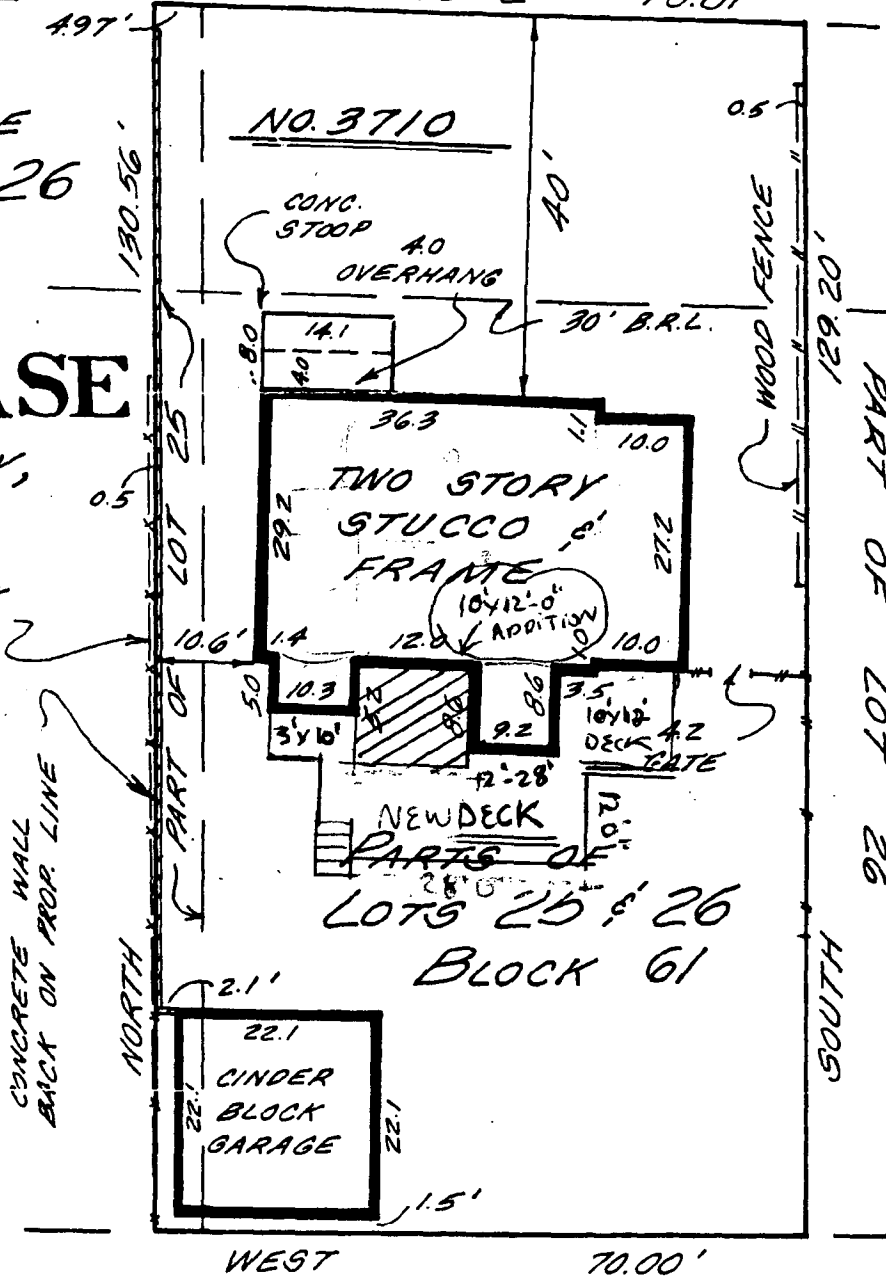 4.97'
NO. 3710
0.5
26
130.56'
CONC.
STOOP
40'
4.0
OVERHANG
WOOD FENCE
129.20'
30' B.R.L.
8.0
14.1
4.0
ASE
36.3
1.1
10.0
PART OF LOT 26
LOT 25
0.5
TWO STORY
STUCCO &
FRAME
29.2
27.2
10'x12'-0"
ADDITION
10.6'
1.4
12.0
10.0
5.0
10.3
8.6
8.6
3.5
9.2
3'x10'
10'x12'
DECK
4.2
GATE
12'-28'
NEW DECK
PART OF
PARTS OF
LOTS 25 & 26
BLOCK 61
CONCRETE WALL
BACK ON PROP. LINE
NORTH
SOUTH
2.1'
22.1
CINDER
BLOCK
GARAGE
22.1
22.1
1.5'
WEST 70.00'